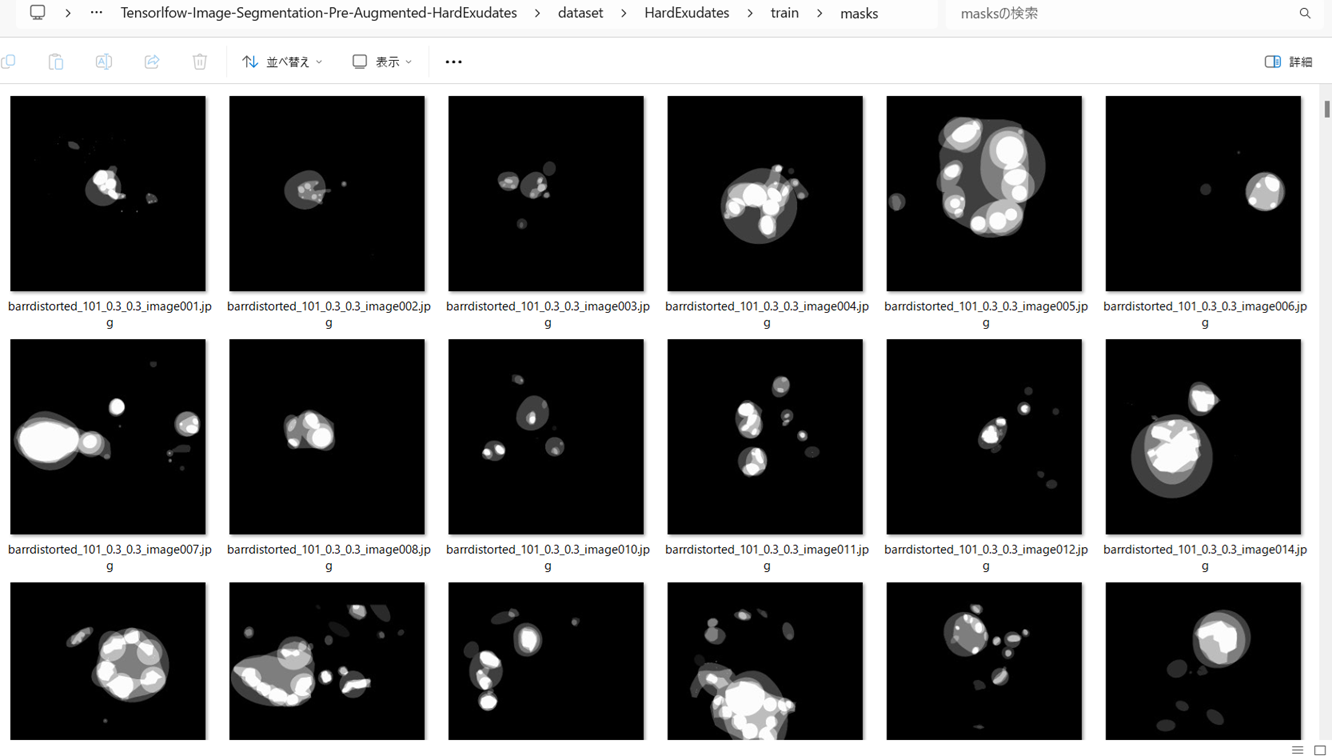 Tensorlfow-Image-Segmentation-Pre-Augmented-HardExudates > dataset > HardExudates > train > masks
masksの検索
並べ替え
表示
詳細
barrdistorted_101_0.3_0.3_image001.jp
g
barrdistorted_101_0.3_0.3_image002.jp
g
barrdistorted_101_0.3_0.3_image003.jp
g
barrdistorted_101_0.3_0.3_image004.jp
g
barrdistorted_101_0.3_0.3_image005.jp
g
barrdistorted_101_0.3_0.3_image006.jp
g
barrdistorted_101_0.3_0.3_image007.jp
g
barrdistorted_101_0.3_0.3_image008.jp
g
barrdistorted_101_0.3_0.3_image010.jp
g
barrdistorted_101_0.3_0.3_image011.jp
g
barrdistorted_101_0.3_0.3_image012.jp
g
barrdistorted_101_0.3_0.3_image014.jp
g